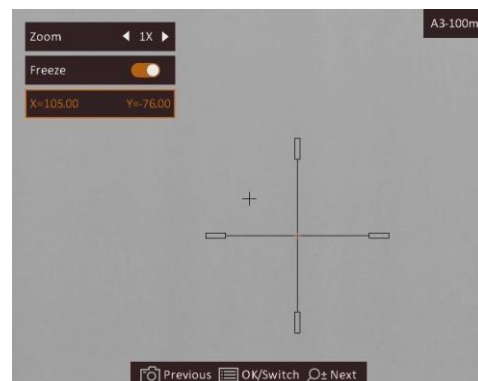 Zoom 1X
A3-100m
Freeze
X=105.00 Y=-76.00
Previous OK/Switch Next